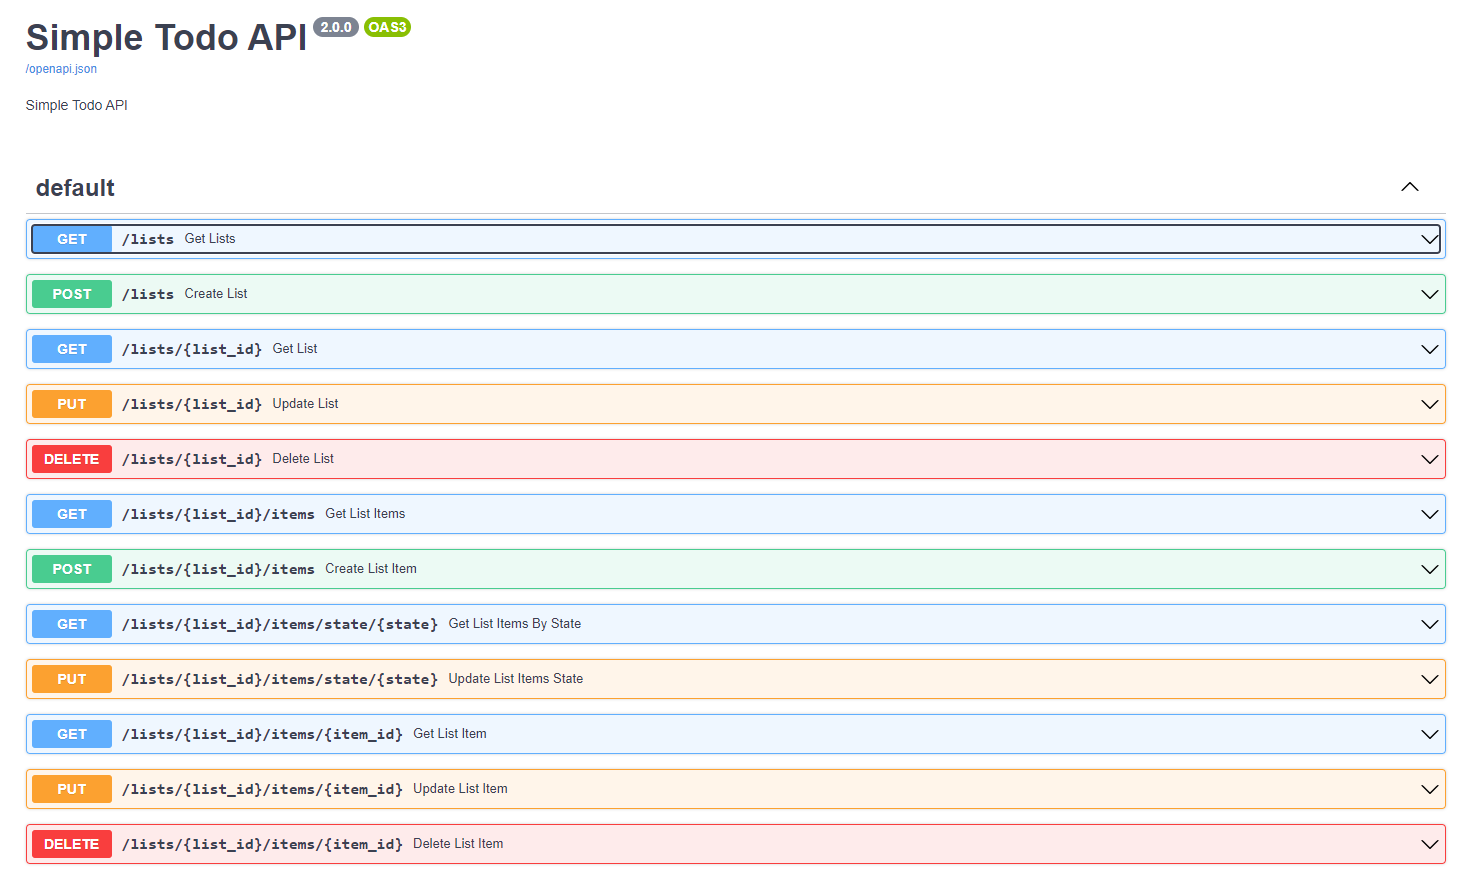 Simple Todo API 2.0.0 OAS3
/openapi.json
Simple Todo API
default
GET /lists Get Lists
POST /lists Create List
GET /lists/{list_id} Get List
PUT /lists/{list_id} Update List
DELETE /lists/{list_id} Delete List
GET /lists/{list_id}/items Get List Items
POST /lists/{list_id}/items Create List Item
GET /lists/{list_id}/items/state/{state} Get List Items By State
PUT /lists/{list_id}/items/state/{state} Update List Items State
GET /lists/{list_id}/items/{item_id} Get List Item
PUT /lists/{list_id}/items/{item_id} Update List Item
DELETE /lists/{list_id}/items/{item_id} Delete List Item